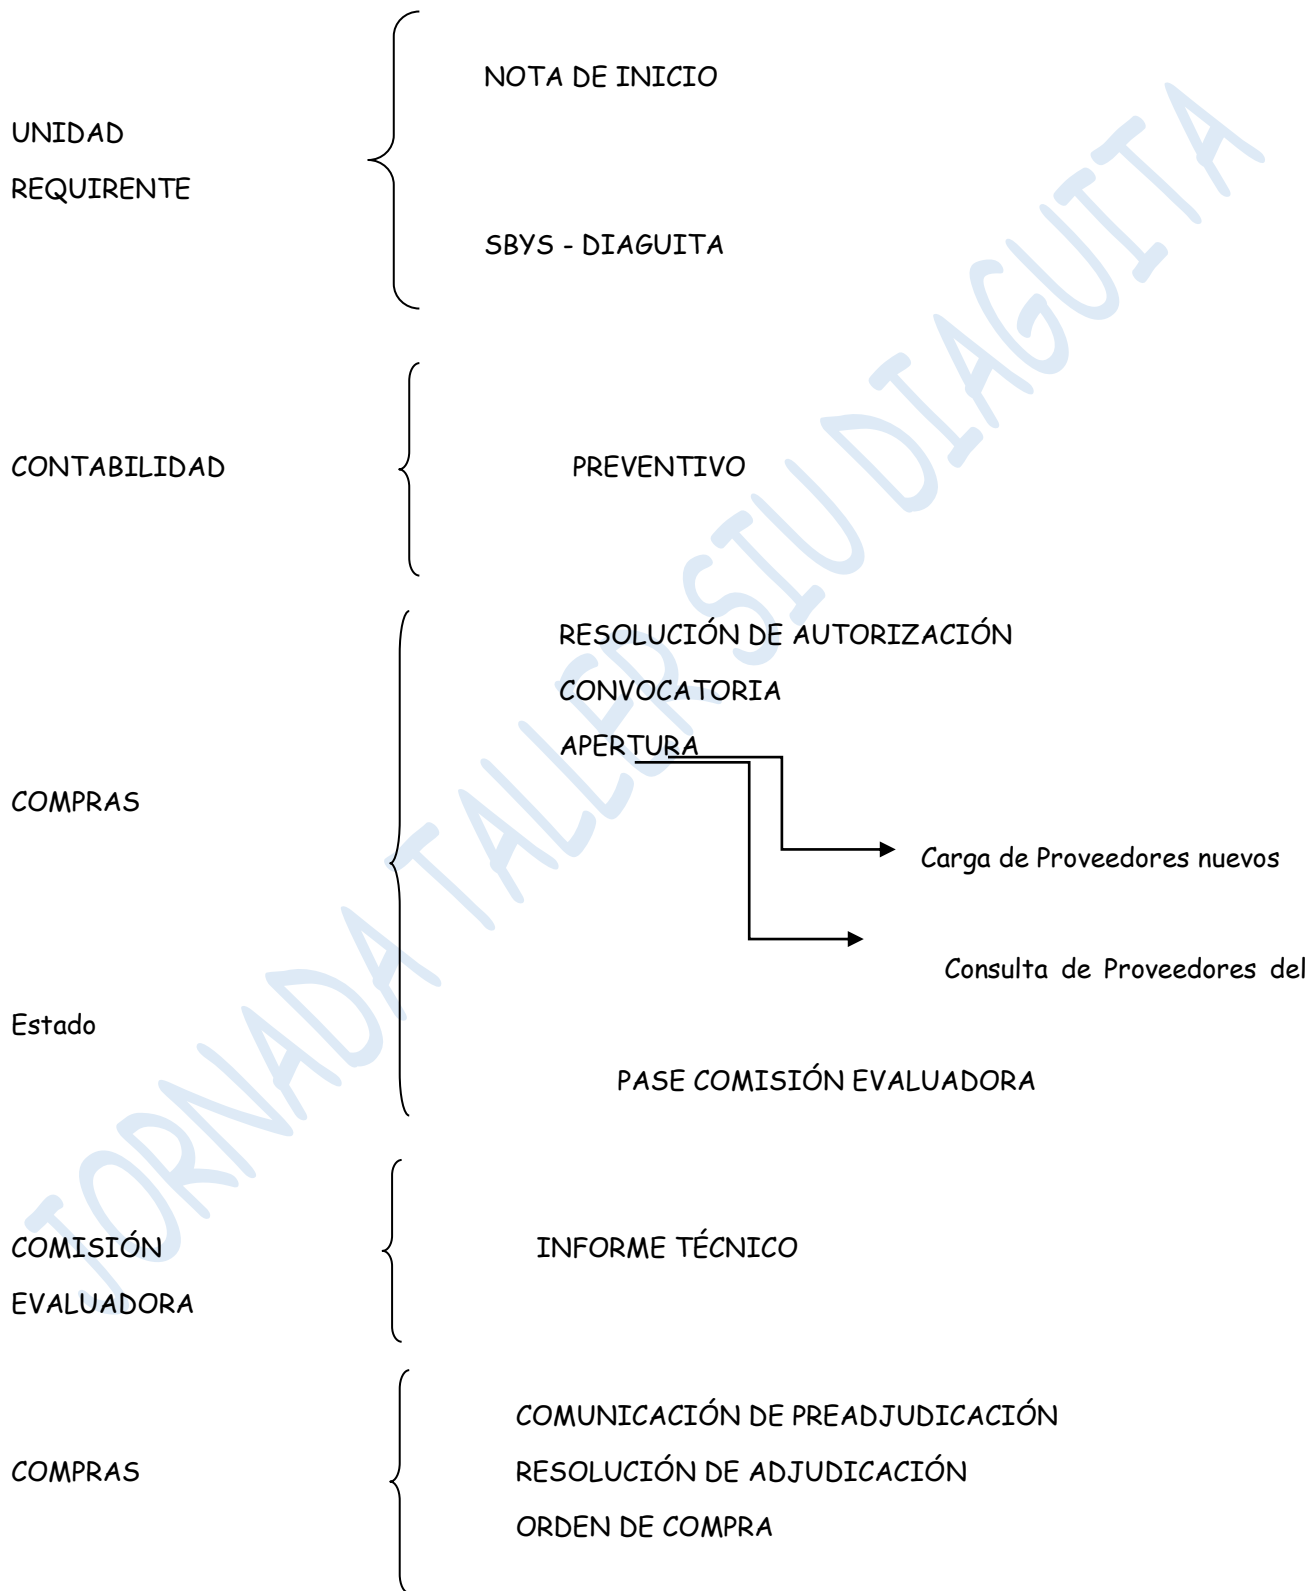 NOTA DE INICIO
UNIDAD
REQUIRENTE
SBYS - DIAGUITA
CONTABILIDAD
PREVENTIVO
RESOLUCIÓN DE AUTORIZACIÓN
CONVOCATORIA
APERTURA
COMPRAS
Carga de Proveedores nuevos
Consulta de Proveedores del
Estado
PASE COMISIÓN EVALUADORA
COMISIÓN
EVALUADORA
INFORME TÉCNICO
COMUNICACIÓN DE PREADJUDICACIÓN
COMPRAS
RESOLUCIÓN DE ADJUDICACIÓN
ORDEN DE COMPRA
JORNADA TALLER SIU DIAGUITA